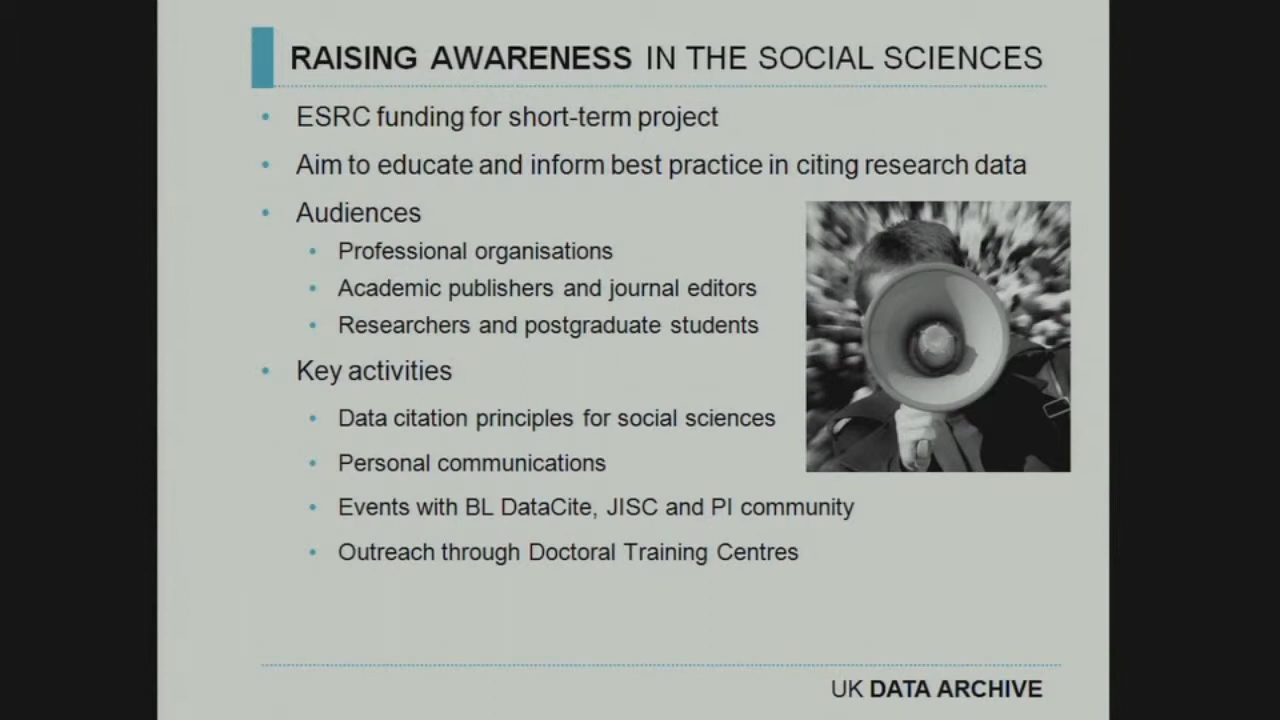 RAISING AWARENESS IN THE SOCIAL SCIENCES
• ESRC funding for short-term project
• Aim to educate and inform best practice in citing research data
• Audiences
• Professional organisations
• Academic publishers and journal editors
• Researchers and postgraduate students
• Key activities
• Data citation principles for social sciences
• Personal communications
• Events with BL DataCite, JISC and PI community
• Outreach through Doctoral Training Centres
UK DATA ARCHIVE